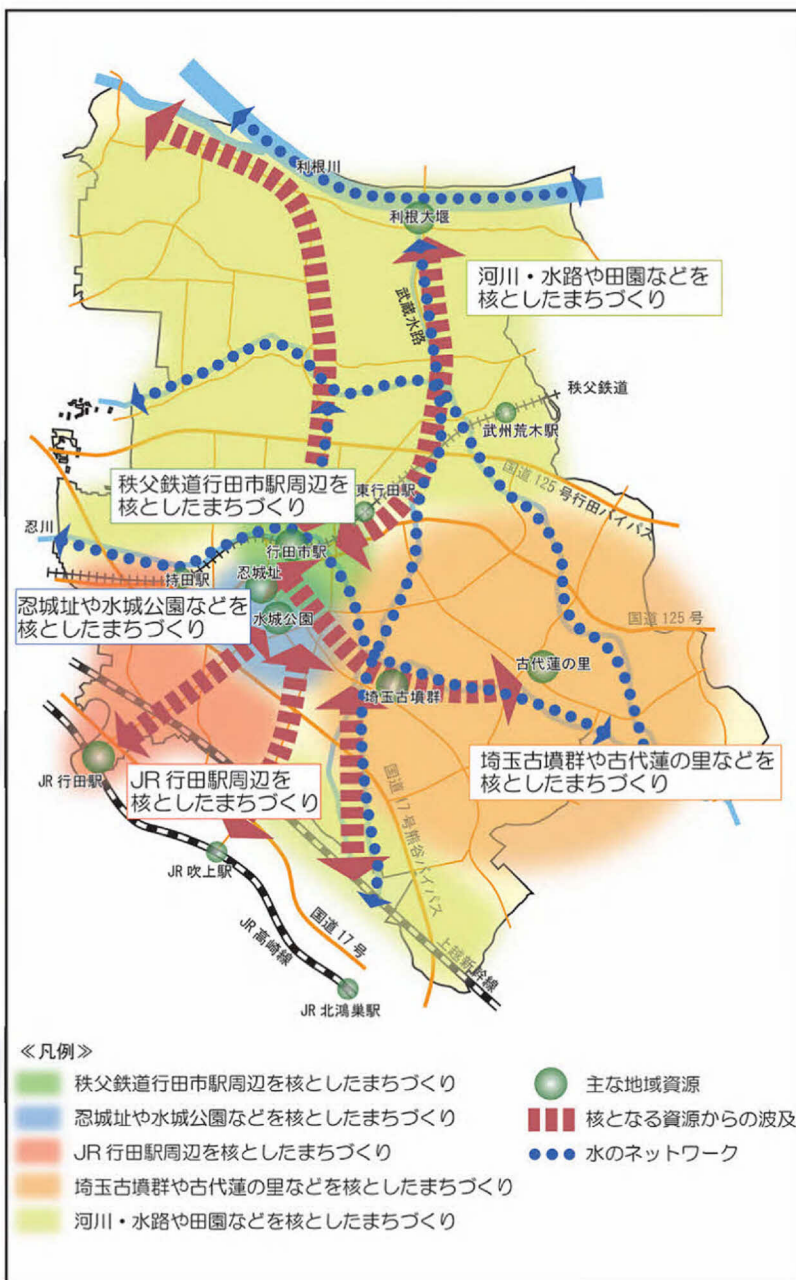 利根川
利根大堰
河川・水路や田園などを
核としたまちづくり
武蔵水路
秩父鉄道
武州荒木駅
秩父鉄道行田市駅周辺を
核としたまちづくり
東行田駅
国道125号行田バイパス
忍川
行田市駅
持田駅
忍城址
忍城址や水城公園などを
核としたまちづくり
水城公園
国道125号
古代蓮の里
埼玉古墳群
埼玉古墳群や古代蓮の里などを
核としたまちづくり
JR行田駅
JR行田駅周辺を
核としたまちづくり
国道17号熊谷バイパス
JR吹上駅
JR高崎線
国道17号
上越新幹線
JR北鴻巣駅
≪凡例≫
秩父鉄道行田市駅周辺を核としたまちづくり
忍城址や水城公園などを核としたまちづくり
JR行田駅周辺を核としたまちづくり
埼玉古墳群や古代蓮の里などを核としたまちづくり
河川・水路や田園などを核としたまちづくり
主な地域資源
核となる資源からの波及
水のネットワーク